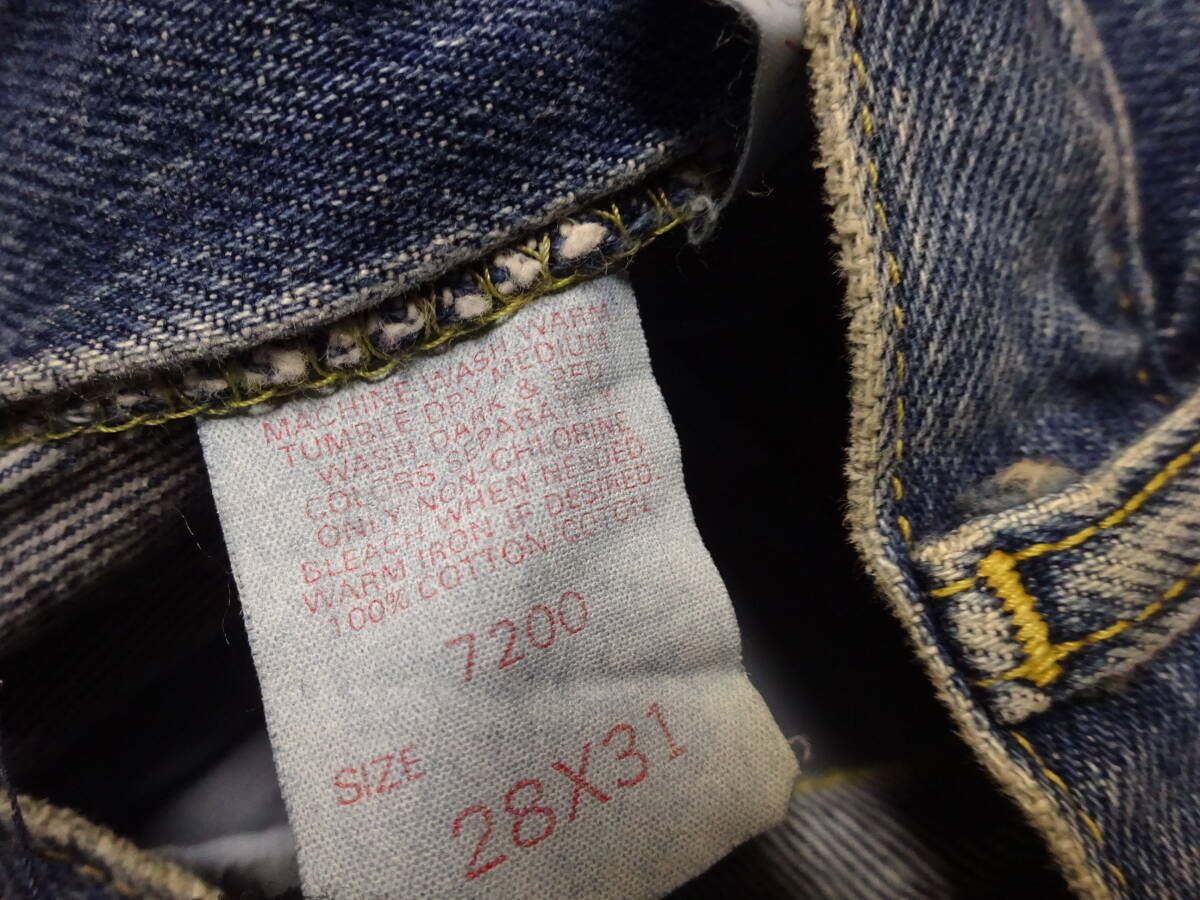 MACHINE WASH WARM
TUMBLE DRY MEDIUM
WASH DARK & BEIT
COLORS SEPARATELY
ONLY NON-CHLORINE
BLEACH WHEN NEEDED
WARM IRON IF DESIRED
100% COTTON COTON
7200
SIZE
28X31